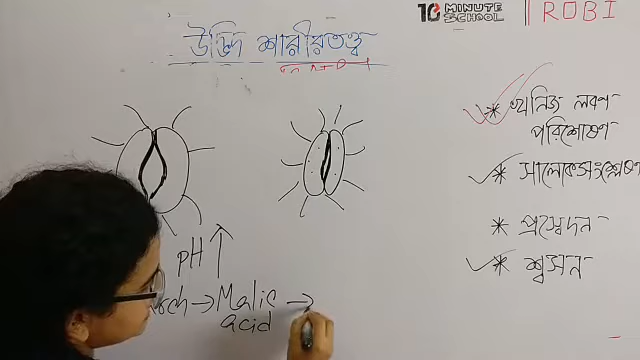 10 MINUTE SCHOOL
ROBI
উদ্ভিদ শারীরতত্ত্ব
* খনিজ লবণ
পরিশোষণ
* সালোকসংশ্লেষণ
* প্রস্বেদন
* শ্বসন
pH ↑
→ Malic →
acid